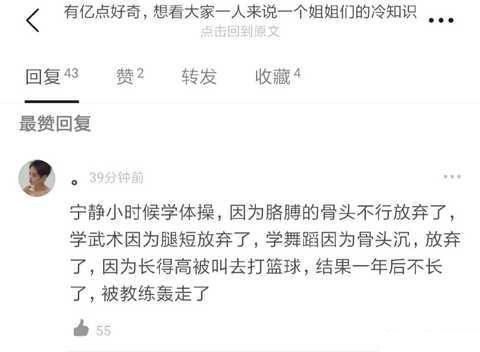 有亿点好奇，想看大家一人来说一个姐姐们的冷知识
点击回到原文
回复 43 赞 2 转发 收藏 4
最赞回复
。 39分钟前
宁静小时候学体操，因为胳膊的骨头不行放弃了，
学武术因为腿短放弃了，学舞蹈因为骨头沉，放弃
了，因为长得高被叫去打篮球，结果一年后不长
了，被教练轰走了
55